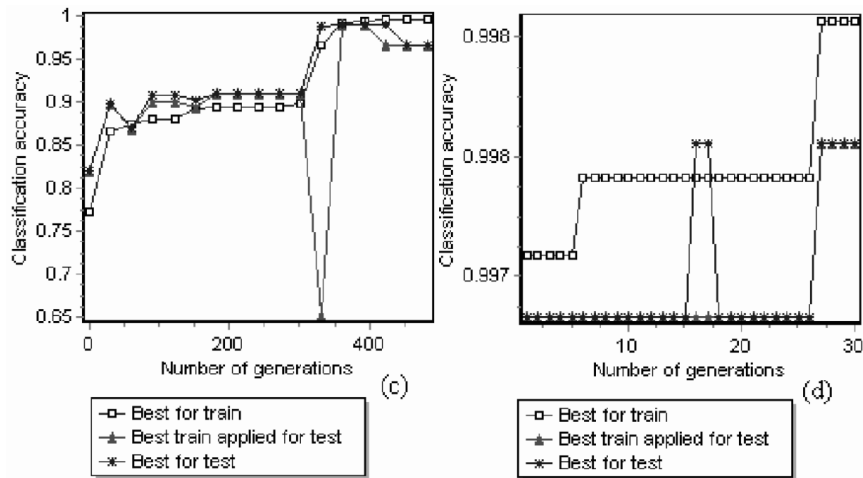 1
0.95
0.9
0.85
0.8
0.75
0.7
0.65
Classification accuracy
0
200
400
Number of generations
(c)
Best for train
Best train applied for test
Best for test
0.998
0.998
0.997
Classification accuracy
10
20
30
Number of generations
(d)
Best for train
Best train applied for test
Best for test